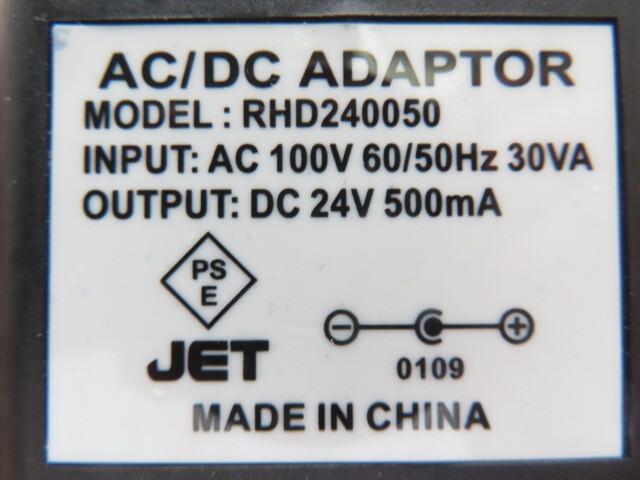 AC/DC ADAPTOR
MODEL : RHD240050
INPUT: AC 100V 60/50Hz 30VA
OUTPUT: DC 24V 500mA
PS
E
JET
0109
MADE IN CHINA